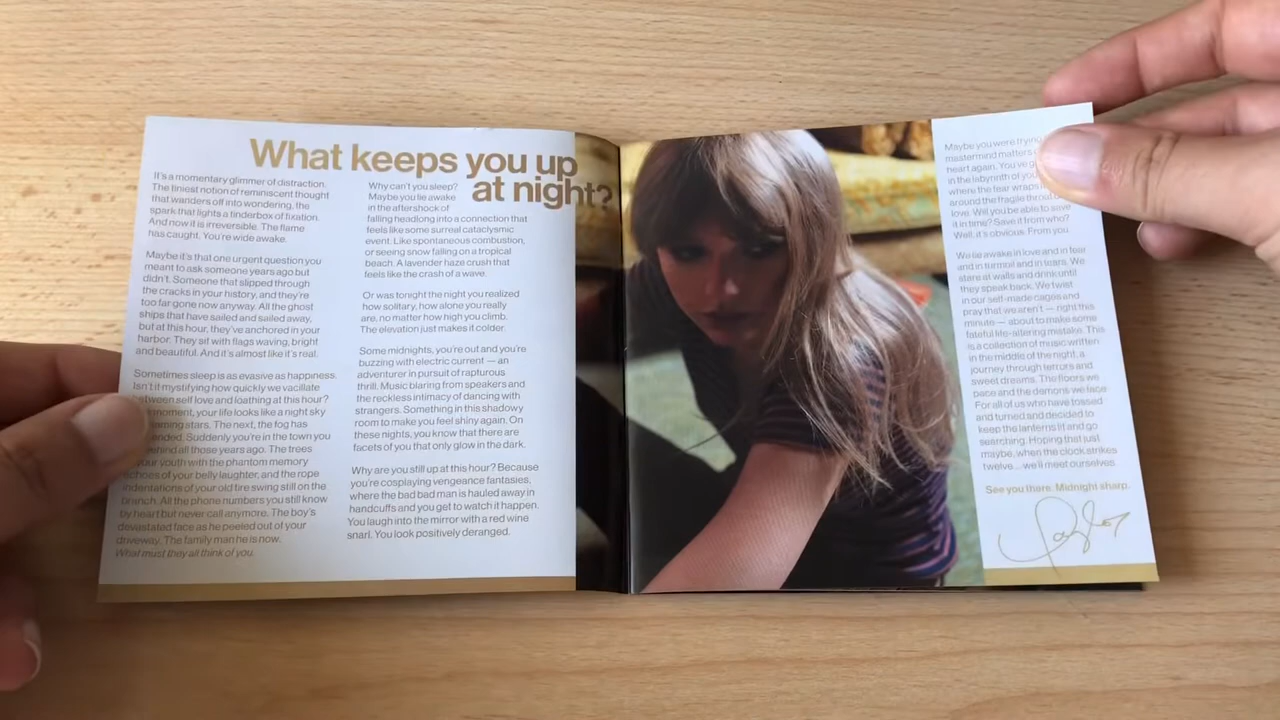 What keeps you up
at night?
It's a momentary glimmer of distraction.
The tiniest notion of reminiscent thought
that wanders off into wondering, the
spark that lights a tinderbox of fixation.
And now it is irreversible. The flame
has caught. You're wide awake.
Maybe it's that one urgent question you
meant to ask someone years ago but
didn't. Someone that slipped through
the cracks in your history, and they're
too far gone now anyway. All the ghost
ships that have sailed and sailed away,
but at this hour, they've anchored in your
harbor. They sit with flags waving, bright
and beautiful. And it's almost like it's real.
Sometimes sleep is as evasive as happiness.
Isn't it mystifying how quickly we vacillate
between self love and loathing at this hour?
moment, your life looks like a night sky
stars. The next, the fog has
Suddenly you're in the town you
behind all those years ago. The trees
your youth with the phantom memory
echoes of your belly laughter, and the rope
indentations of your old tire swing still on the
branch. All the phone numbers you still know
by heart but never call anymore. The boy's
devastated face as he peeled out of your
driveway. The family man he is now.
What must they all think of you.
Why can't you sleep?
Maybe you lie awake
in the aftershock of
falling headlong into a connection that
feels like some surreal cataclysmic
event. Like spontaneous combustion,
or seeing snow falling on a tropical
beach. A lavender haze crush that
feels like the crash of a wave.
Or was tonight the night you realized
how solitary, how alone you really
are, no matter how high you climb.
The elevation just makes it colder.
Some midnights, you're out and you're
buzzing with electric current — an
adventurer in pursuit of rapturous
thrill. Music blaring from speakers and
the reckless intimacy of dancing with
strangers. Something in this shadowy
room to make you feel shiny again. On
these nights, you know that there are
facets of you that only glow in the dark.
Why are you still up at this hour? Because
you're cosplaying vengeance fantasies,
where the bad bad man is hauled away in
handcuffs and you get to watch it happen.
You laugh into the mirror with a red wine
snarl. You look positively deranged.
Maybe you were trying
mastermind matters
heart again. You've
in the labyrinth of your
where the fear wraps
around the fragile throat
love. Will you be able to save
it in time? Save it from who?
Well, it's obvious. From you.
We lie awake in love and in fear
and in turmoil and in tears. We
stare at walls and drink until
they speak back. We twist
in our self-made cages and
pray that we aren't — right this
minute — about to make some
fateful life-altering mistake. This
is a collection of music written
in the middle of the night, a
journey through terrors and
sweet dreams. The floors we
pace and the demons we face
For all of us who have tossed
and turned and decided to
keep the lanterns lit and go
searching. Hoping that just
maybe, when the clock strikes
twelve... we'll meet ourselves.
See you there. Midnight sharp.
Taylor